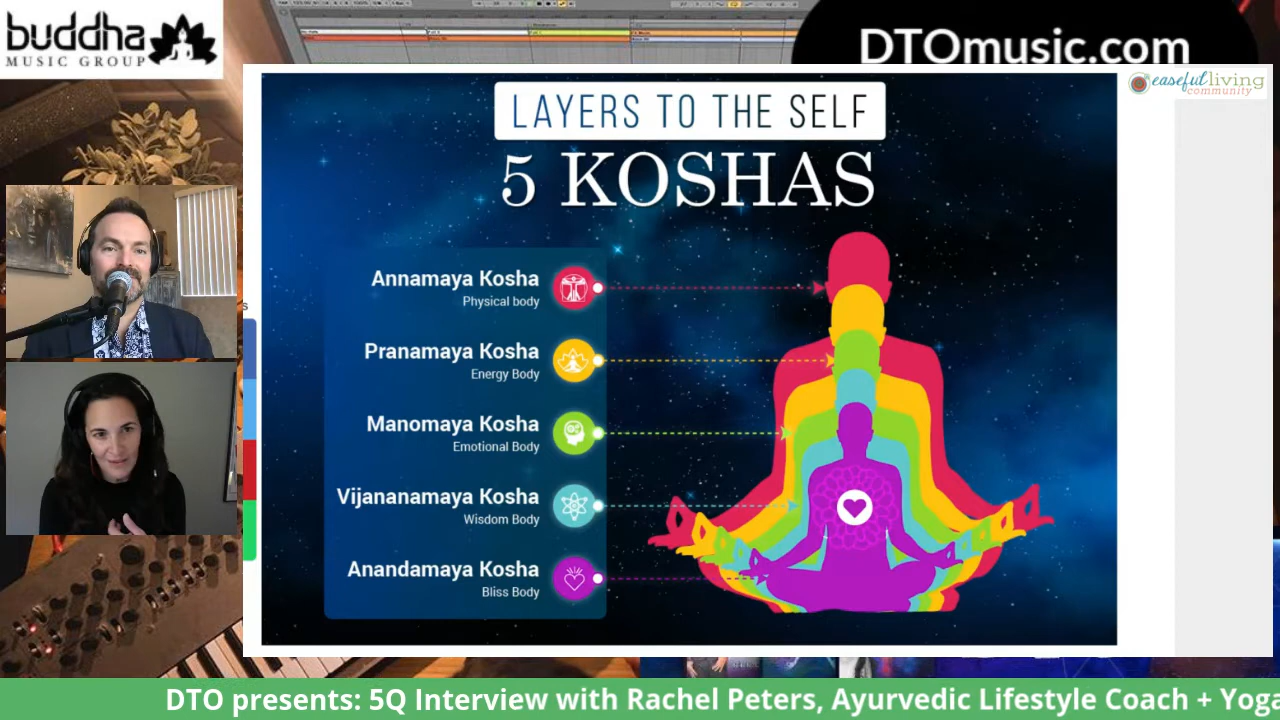 buddha
MUSIC GROUP
DTOmusic.com
easefulliving
community
LAYERS TO THE SELF
5 KOSHAS
Annamaya Kosha
Physical body
Pranamaya Kosha
Energy Body
Manomaya Kosha
Emotional Body
Vijananamaya Kosha
Wisdom Body
Anandamaya Kosha
Bliss Body
DTO presents: 5Q Interview with Rachel Peters, Ayurvedic Lifestyle Coach + Yoga